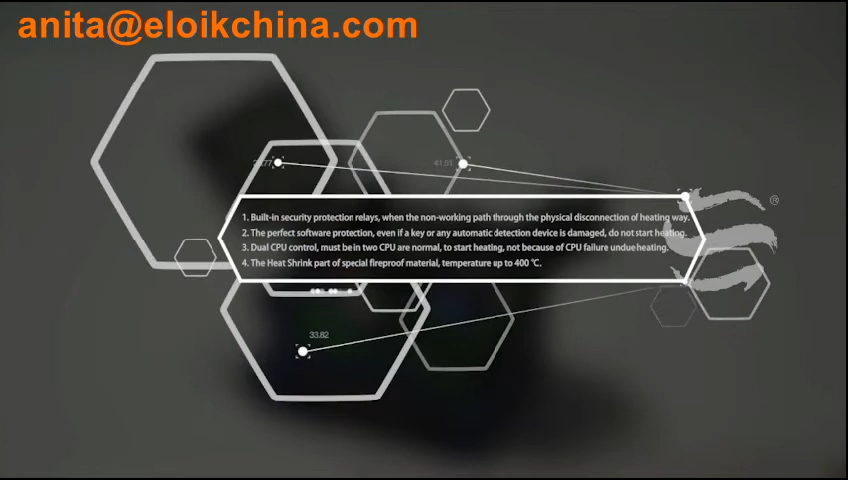 anita@eloikchina.com
41.51
®
1. Built-in security protection relays, when the non-working path through the physical disconnection of heating way.
2. The perfect software protection, even if a key or any automatic detection device is damaged, do not start heating.
3. Dual CPU control, must be in two CPU are normal, to start heating, not because of CPU failure undue heating.
4. The Heat Shrink part of special fireproof material, temperature up to 400 ℃.
33.82